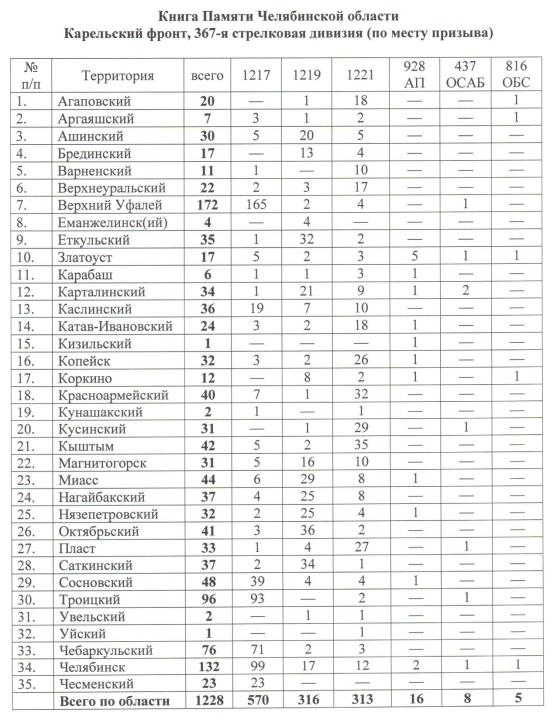 Книга Памяти Челябинской области
Карельский фронт, 367-я стрелковая дивизия (по месту призыва)
№ п/п Территория всего 1217 1219 1221 928 АП 437 ОСАБ 816 ОБС
1. Агаповский 20 — 1 18 — — 1
2. Аргаяшский 7 3 1 2 — — 1
3. Ашинский 30 5 20 5 — — —
4. Брединский 17 — 13 4 — — —
5. Варненский 11 1 — 10 — — —
6. Верхнеуральский 22 2 3 17 — — —
7. Верхний Уфалей 172 165 2 4 — 1 —
8. Еманжелинск(ий) 4 — 4 — — — —
9. Еткульский 35 1 32 2 — — —
10. Златоуст 17 5 2 3 5 1 1
11. Карабаш 6 1 1 3 1 — —
12. Карталинский 34 1 21 9 1 2 —
13. Каслинский 36 19 7 10 — — —
14. Катав-Ивановский 24 3 2 18 1 — —
15. Кизильский 1 — — — 1 — —
16. Копейск 32 3 2 26 1 — —
17. Коркино 12 — 8 2 1 — 1
18. Красноармейский 40 7 1 32 — — —
19. Кунашакский 2 1 — 1 — — —
20. Кусинский 31 — 1 29 — 1 —
21. Кыштым 42 5 2 35 — — —
22. Магнитогорск 31 5 16 10 — — —
23. Миасс 44 6 29 8 1 — —
24. Нагайбакский 37 4 25 8 — — —
25. Нязепетровский 32 2 25 4 1 — —
26. Октябрьский 41 3 36 2 — — —
27. Пласт 33 1 4 27 — 1 —
28. Саткинский 37 2 34 1 — — —
29. Сосновский 48 39 4 4 1 — —
30. Троицкий 96 93 — 2 — 1 —
31. Увельский 2 — 1 1 — — —
32. Уйский 1 — — 1 — — —
33. Чебаркульский 76 71 2 3 — — —
34. Челябинск 132 99 17 12 2 1 1
35. Чесменский 23 23 — — — — —
Всего по области 1228 570 316 313 16 8 5